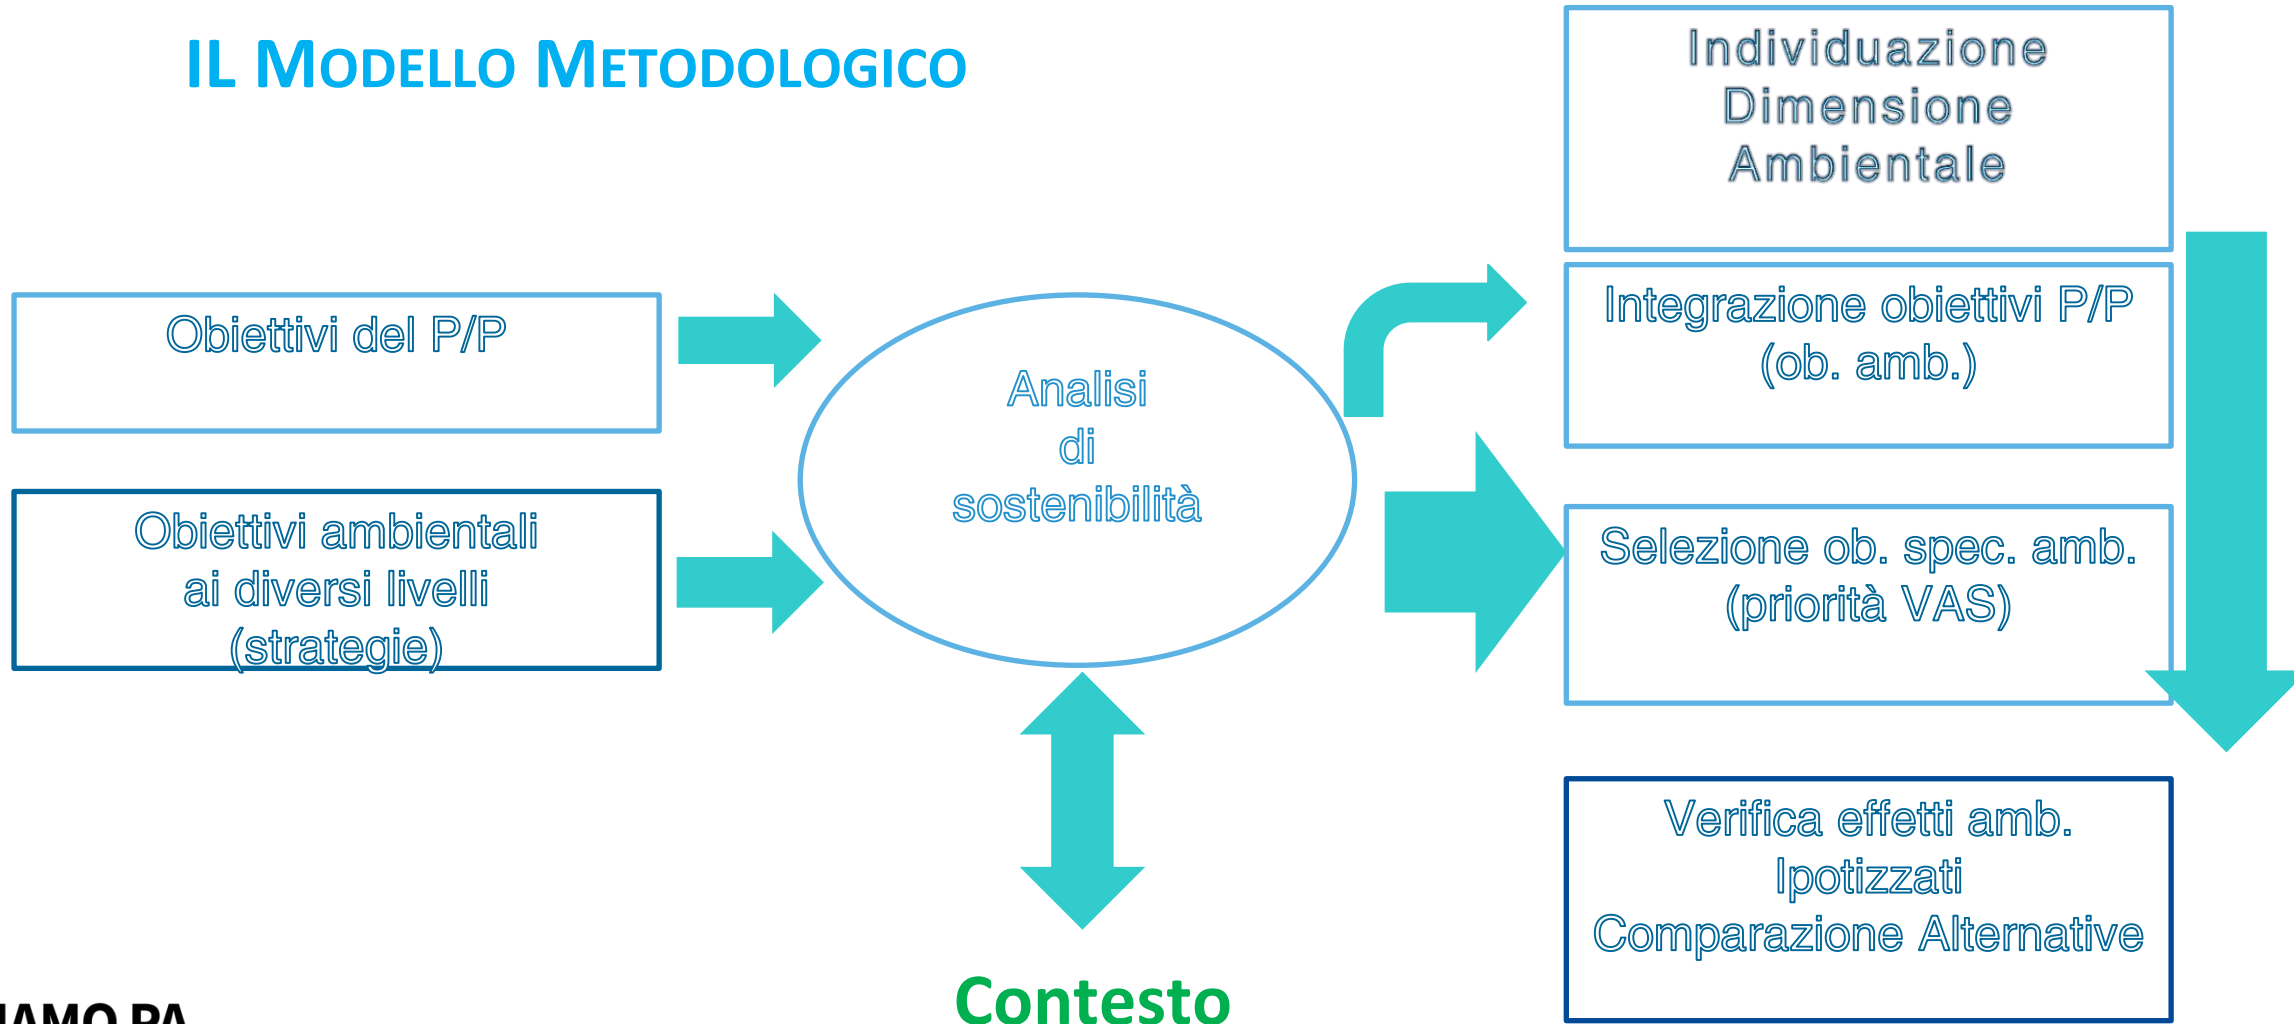 IL MODELLO METODOLOGICO
Individuazione
Dimensione
Ambientale
Obiettivi del P/P
Obiettivi ambientali
ai diversi livelli
(strategie)
Analisi
di
sostenibilità
Integrazione obiettivi P/P
(ob. amb.)
Selezione ob. spec. amb.
(priorità VAS)
Verifica effetti amb.
Ipotizzati
Comparazione Alternative
Contesto
PA